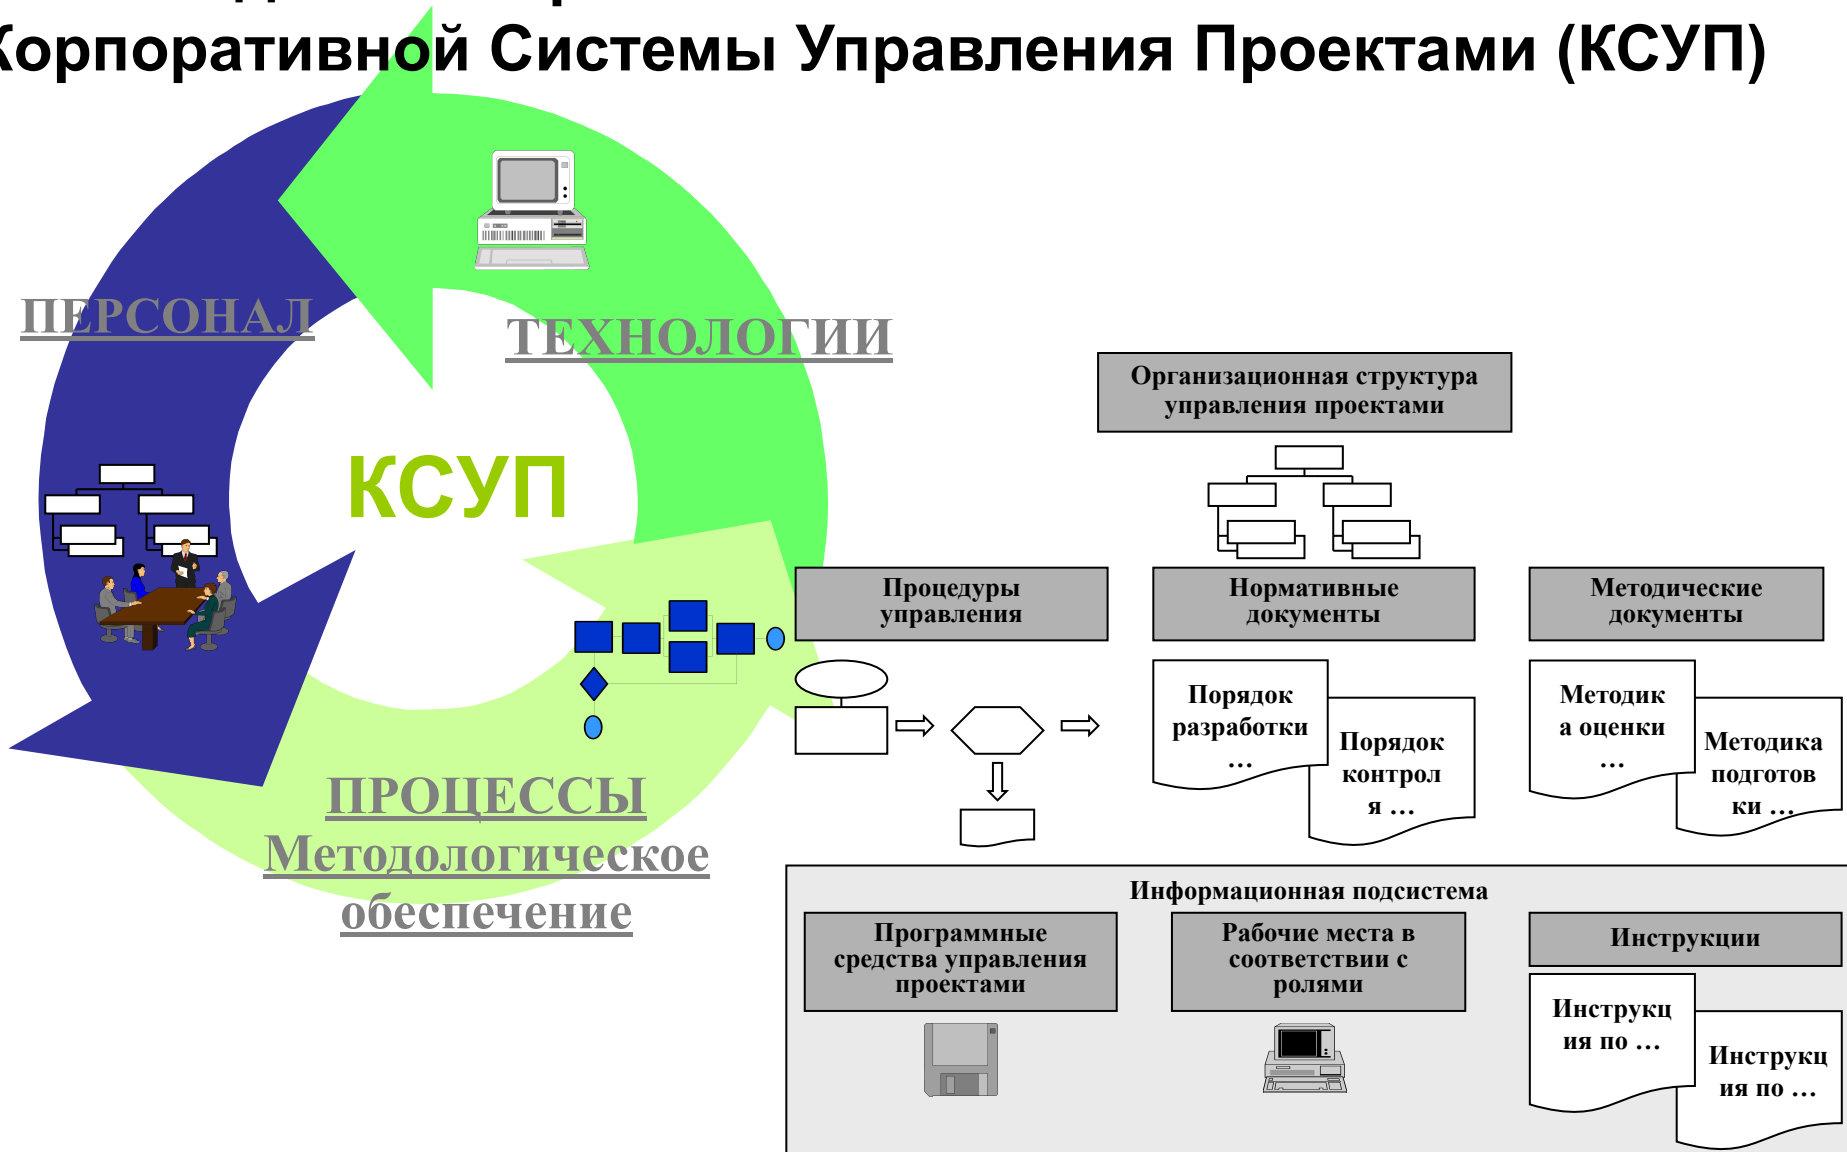 Корпоративной Системы Управления Проектами (КСУП)
ПЕРСОНАЛ
ТЕХНОЛОГИИ
КСУП
ПРОЦЕССЫ
Методологическое
обеспечение
Организационная структура
управления проектами
Процедуры
управления
Нормативные
документы
Методические
документы
Порядок
разработки
…
Порядок
контрол
я …
Методик
а оценки
…
Методика
подготов
ки …
Информационная подсистема
Программные
средства управления
проектами
Рабочие места в
соответствии с
ролями
Инструкции
Инструкц
ия по …
Инструкц
ия по …